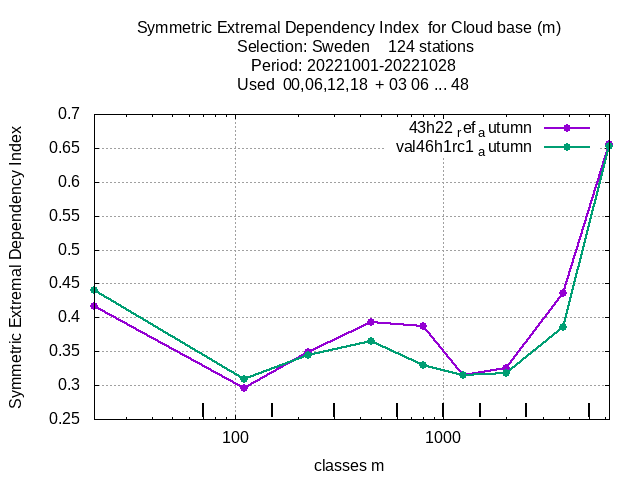 Symmetric Extremal Dependency Index  for Cloud base (m)
Selection: Sweden    124 stations
Period: 20221001-20221028
Used  00,06,12,18  + 03 06 ... 48
0.7
0.65
0.6
0.55
0.5
0.45
0.4
0.35
0.3
0.25
Symmetric Extremal Dependency Index
43h22 ref a utumn
val46h1rc1 a utumn
100
1000
classes m